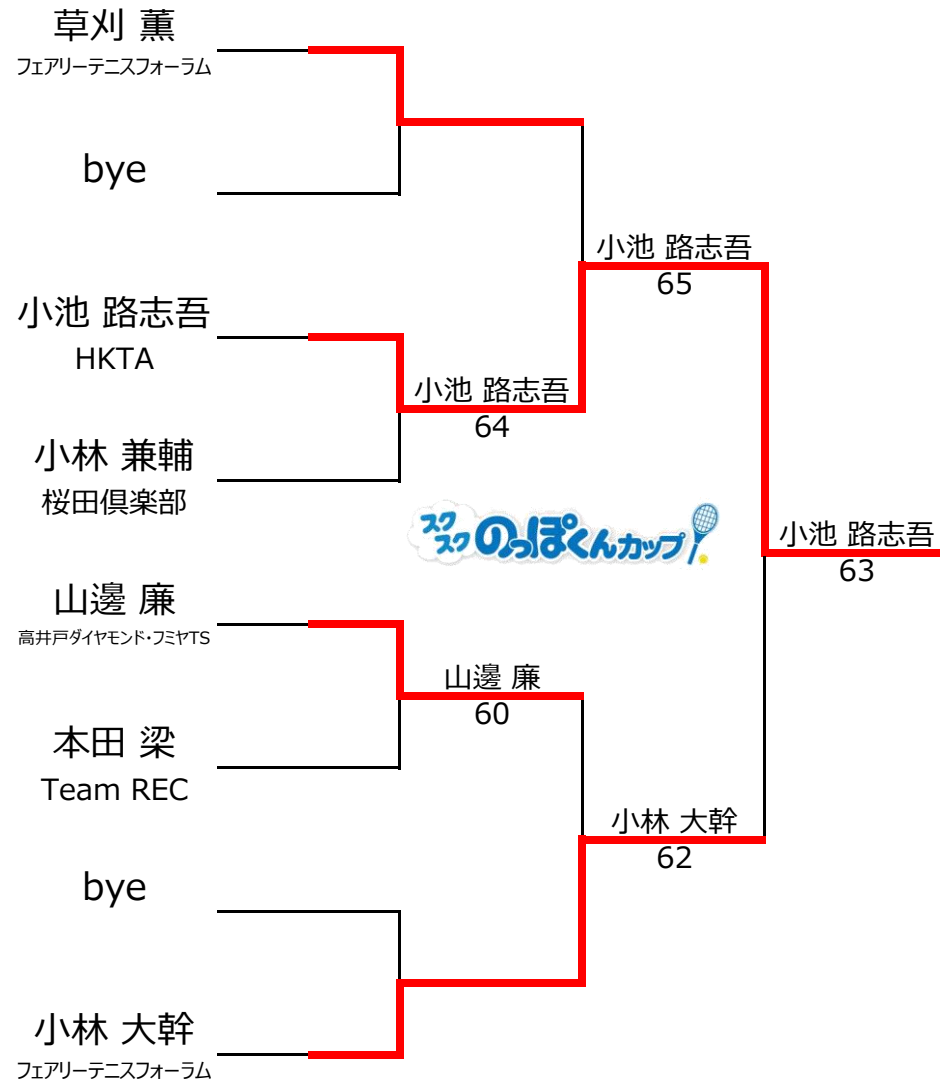 草刈 薫
フェアリーテニスフォーラム
bye
小池 路志吾
65
小池 路志吾
HKTA
小池 路志吾
64
小林 兼輔
桜田倶楽部
スク
スク のっぽくんカップ
小池 路志吾
63
山邊 廉
高井戸ダイヤモンド・フミヤTS
山邊 廉
60
本田 梁
Team REC
小林 大幹
62
bye
小林 大幹
フェアリーテニスフォーラム